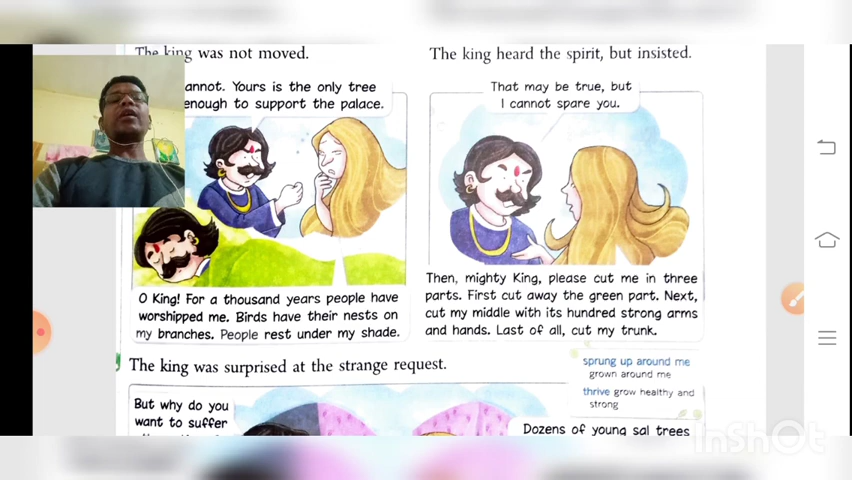 The king was not moved.
annot. Yours is the only tree
enough to support the palace.
O King! For a thousand years people have
worshipped me. Birds have their nests on
my branches. People rest under my shade.
The king heard the spirit, but insisted.
That may be true, but
I cannot spare you.
Then, mighty King, please cut me in three
parts. First cut away the green part. Next,
cut my middle with its hundred strong arms
and hands. Last of all, cut my trunk.
The king was surprised at the strange request.
sprung up around me
grown around me
thrive grow healthy and
strong
But why do you
want to suffer
Dozens of young sal trees
InShOt